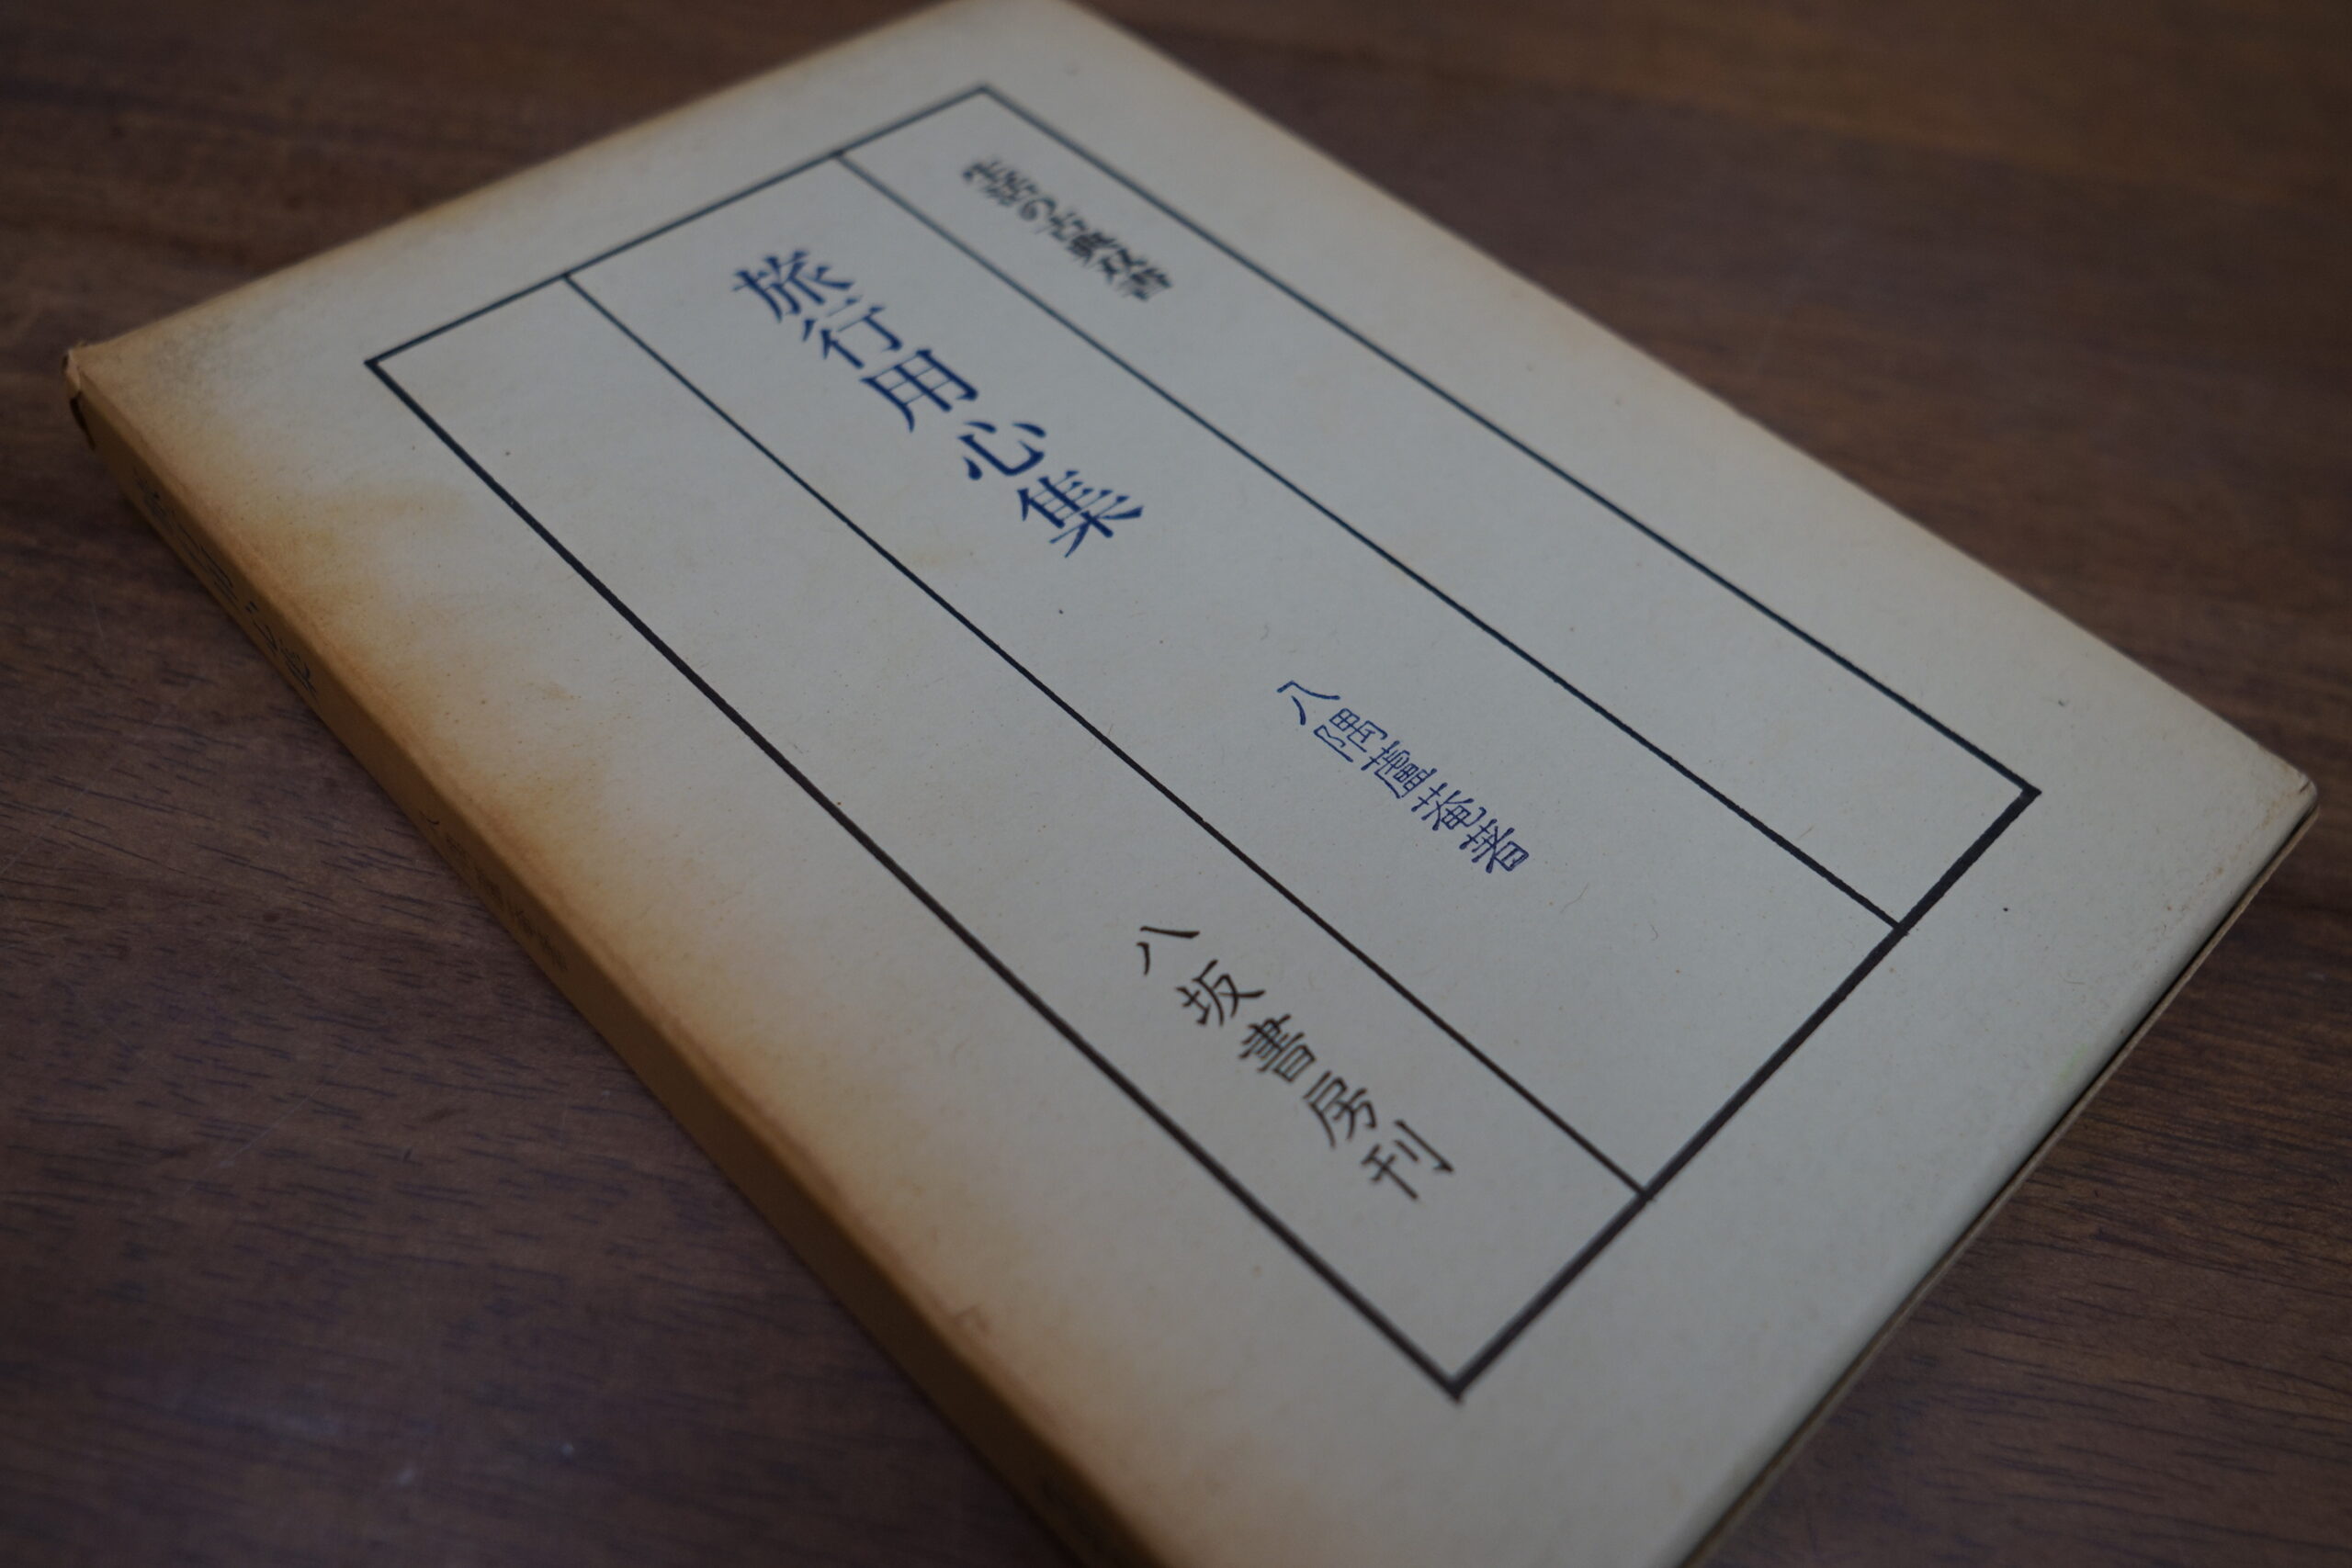 生活の古典双書
旅行用心集
八隅蘆菴著
八坂書房刊